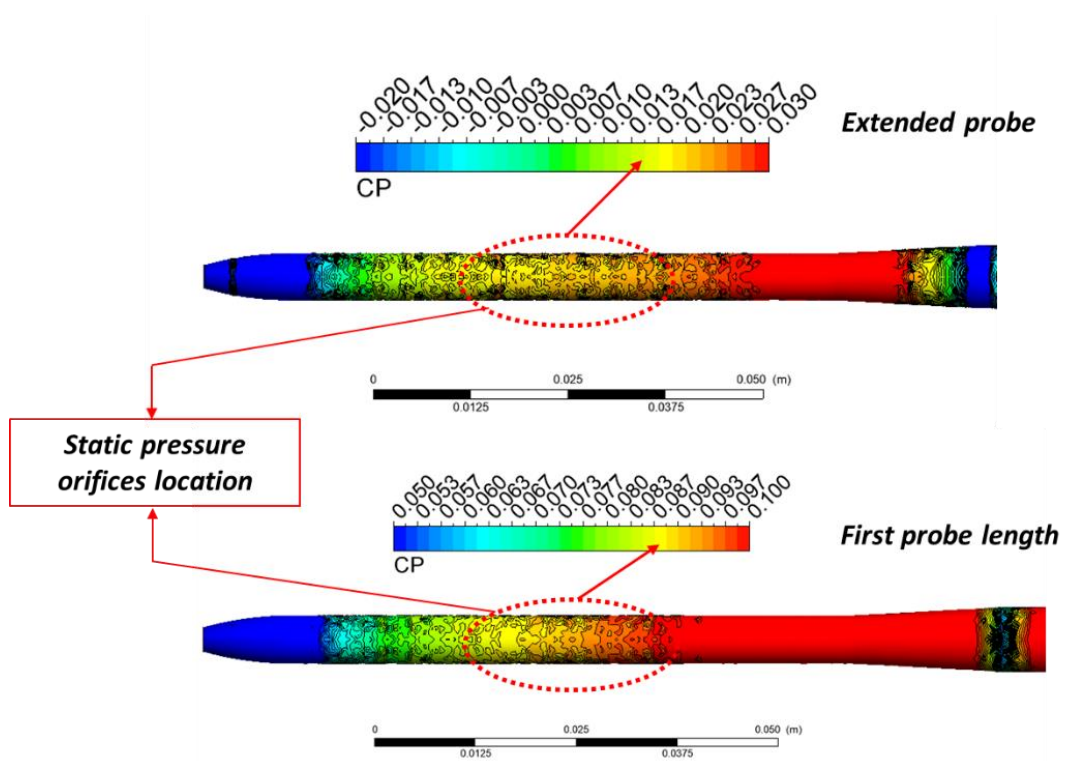 -0.020 -0.017 -0.013 -0.010 -0.007 -0.003 0.000 0.003 0.007 0.010 0.013 0.017 0.020 0.023 0.027 0.030
Extended probe
CP
0 0.025 0.050 (m)
0.0125 0.0375
Static pressure
orifices location
0.050 0.053 0.057 0.060 0.063 0.067 0.070 0.073 0.077 0.080 0.083 0.087 0.090 0.093 0.097 0.100
First probe length
CP
0 0.025 0.050 (m)
0.0125 0.0375